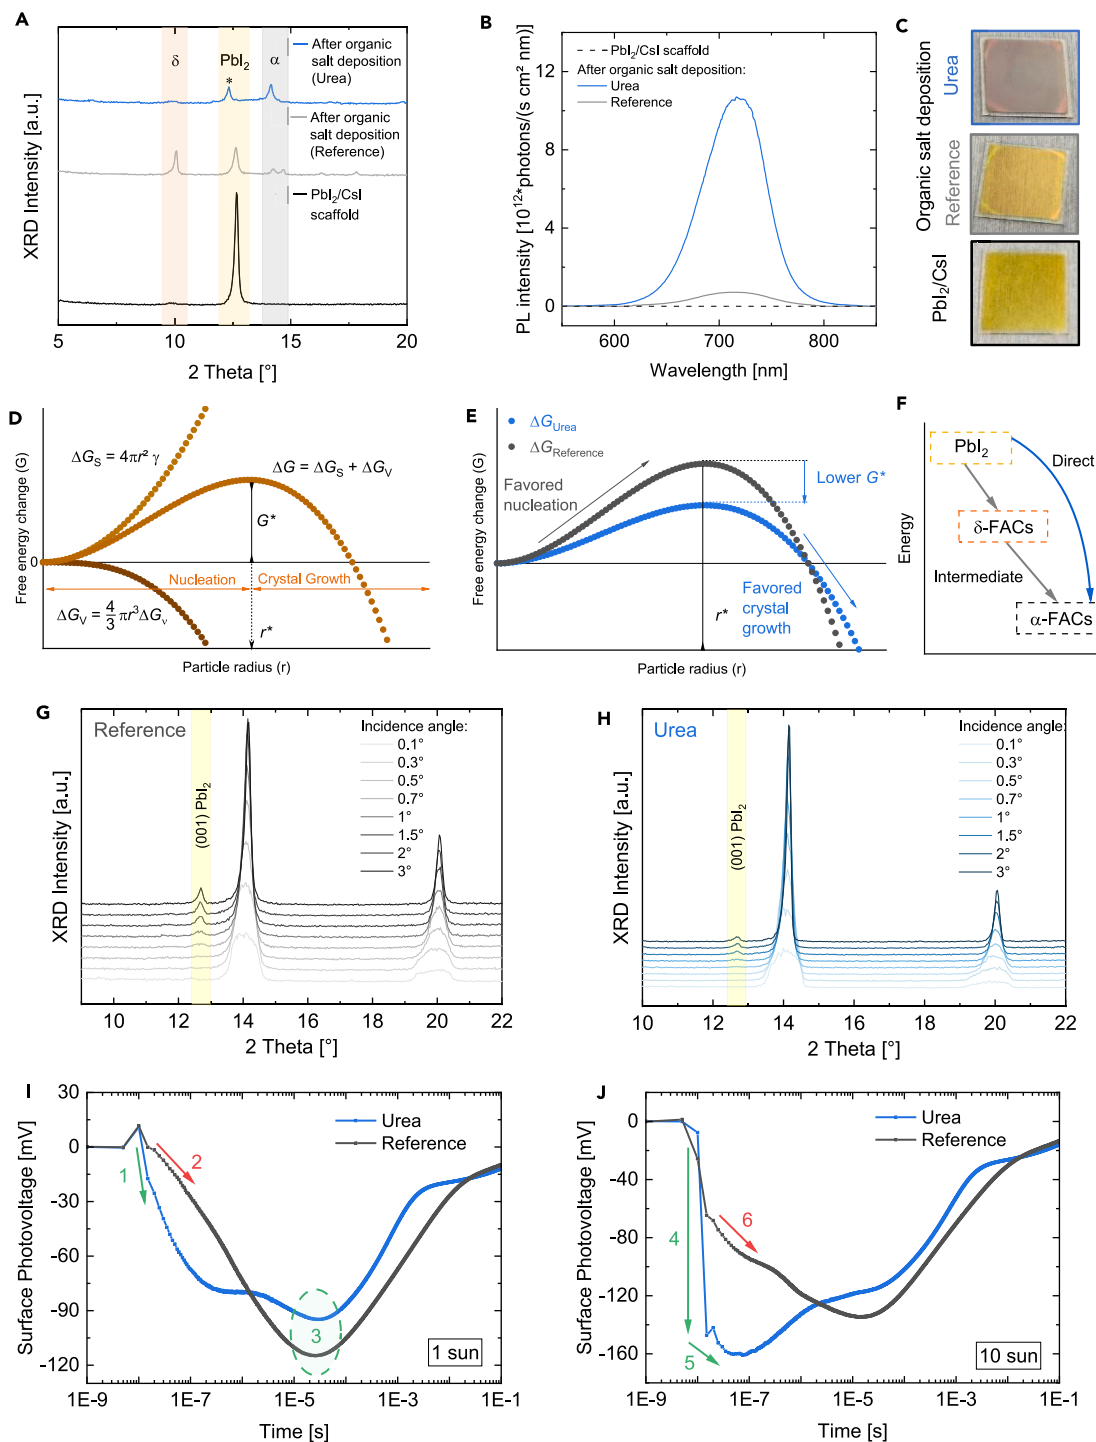 A
XRD Intensity [a.u.]
δ
PbI₂
α
*
After organic
salt deposition
(Urea)
After organic
salt deposition
(Reference)
PbI₂/CsI
scaffold
5
10
15
20
2 Theta [°]
B
PL intensity [10¹²*photons/(s cm² nm)]
PbI₂/CsI scaffold
After organic salt deposition:
Urea
Reference
12
8
4
0
600
700
800
Wavelength [nm]
C
Organic salt deposition
Urea
Reference
PbI₂/CsI
D
Free energy change (G)
ΔG_S = 4πr² γ
ΔG = ΔG_S + ΔG_V
G*
0
Nucleation
Crystal Growth
ΔG_V = 4/3 πr³ΔG_v
r*
Particle radius (r)
E
Free energy change (G)
ΔG_Urea
ΔG_Reference
Favored
nucleation
Lower G*
Favored
crystal
growth
r*
Particle radius (r)
F
Energy
PbI₂
Direct
δ-FACs
Intermediate
α-FACs
G
XRD Intensity [a.u.]
Reference
(001) PbI₂
Incidence angle:
0.1°
0.3°
0.5°
0.7°
1°
1.5°
2°
3°
10
12
14
16
18
20
22
2 Theta [°]
H
XRD Intensity [a.u.]
Urea
(001) PbI₂
Incidence angle:
0.1°
0.3°
0.5°
0.7°
1°
1.5°
2°
3°
10
12
14
16
18
20
22
2 Theta [°]
I
Surface Photovoltage [mV]
30
0
-30
-60
-90
-120
Urea
Reference
1
2
3
1 sun
1E-9
1E-7
1E-5
1E-3
1E-1
Time [s]
J
Surface Photovoltage [mV]
0
-40
-80
-120
-160
-180
Urea
Reference
4
5
6
10 sun
1E-9
1E-7
1E-5
1E-3
1E-1
Time [s]